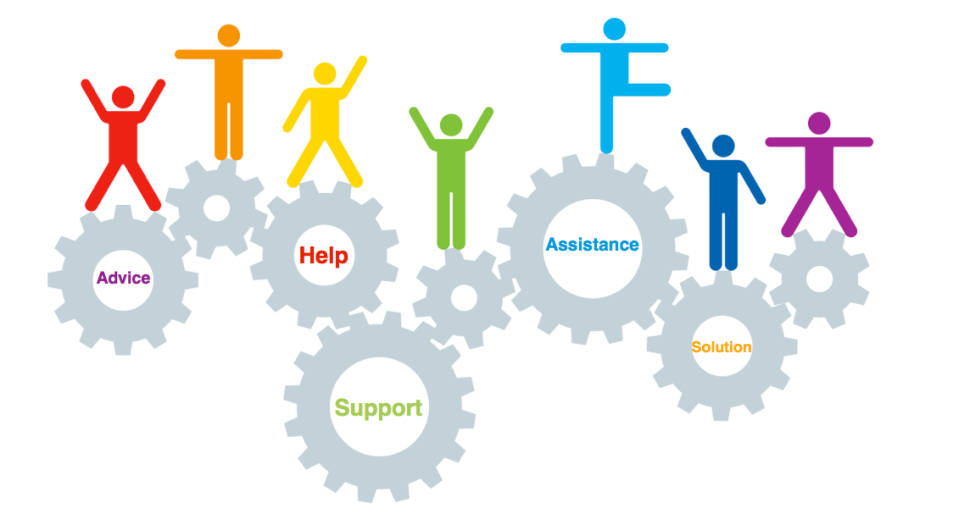 Advice
Help
Support
Assistance
Solution